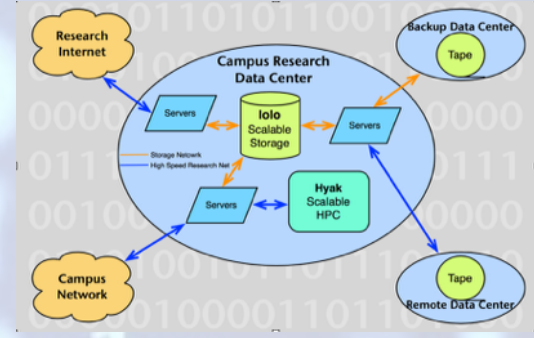 Research
Internet
Campus Research
Data Center
Backup Data Center
Tape
Servers
lolo
Scalable
Storage
Servers
Storage Netowrk
High Speed Research Net
Servers
Hyak
Scalable
HPC
Campus
Network
Tape
Remote Data Center